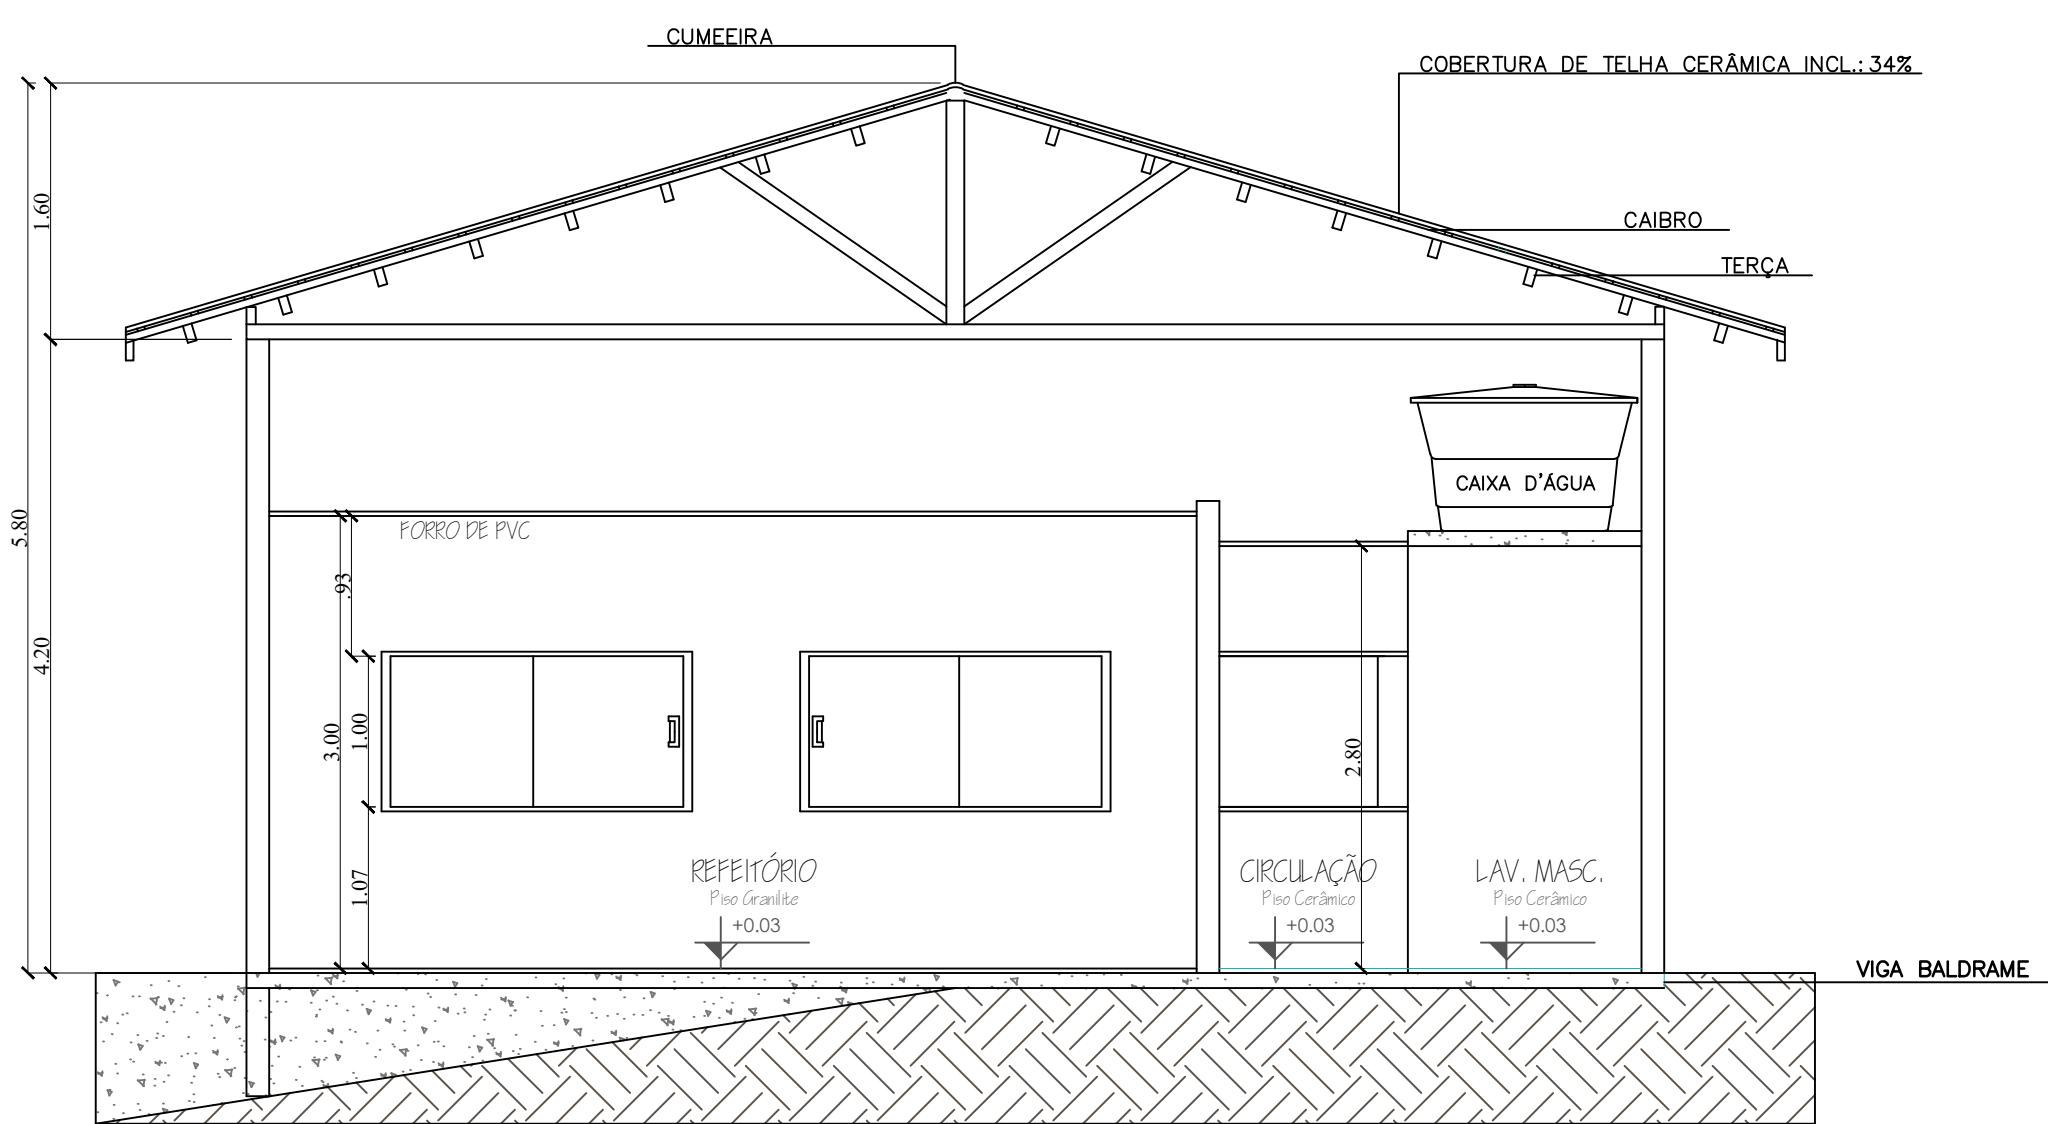 CUMEEIRA
COBERTURA DE TELHA CERÂMICA INCL.: 34%
1.60
CAIBRO
TERÇA
CAIXA D'ÁGUA
5.80
FORRO DE PVC
.93
4.20
3.00
1.00
2.80
1.07
REFEITÓRIO
Piso Granilite
+0.03
CIRCULAÇÃO
Piso Cerâmico
+0.03
LAV. MASC.
Piso Cerâmico
+0.03
VIGA BALDRAME